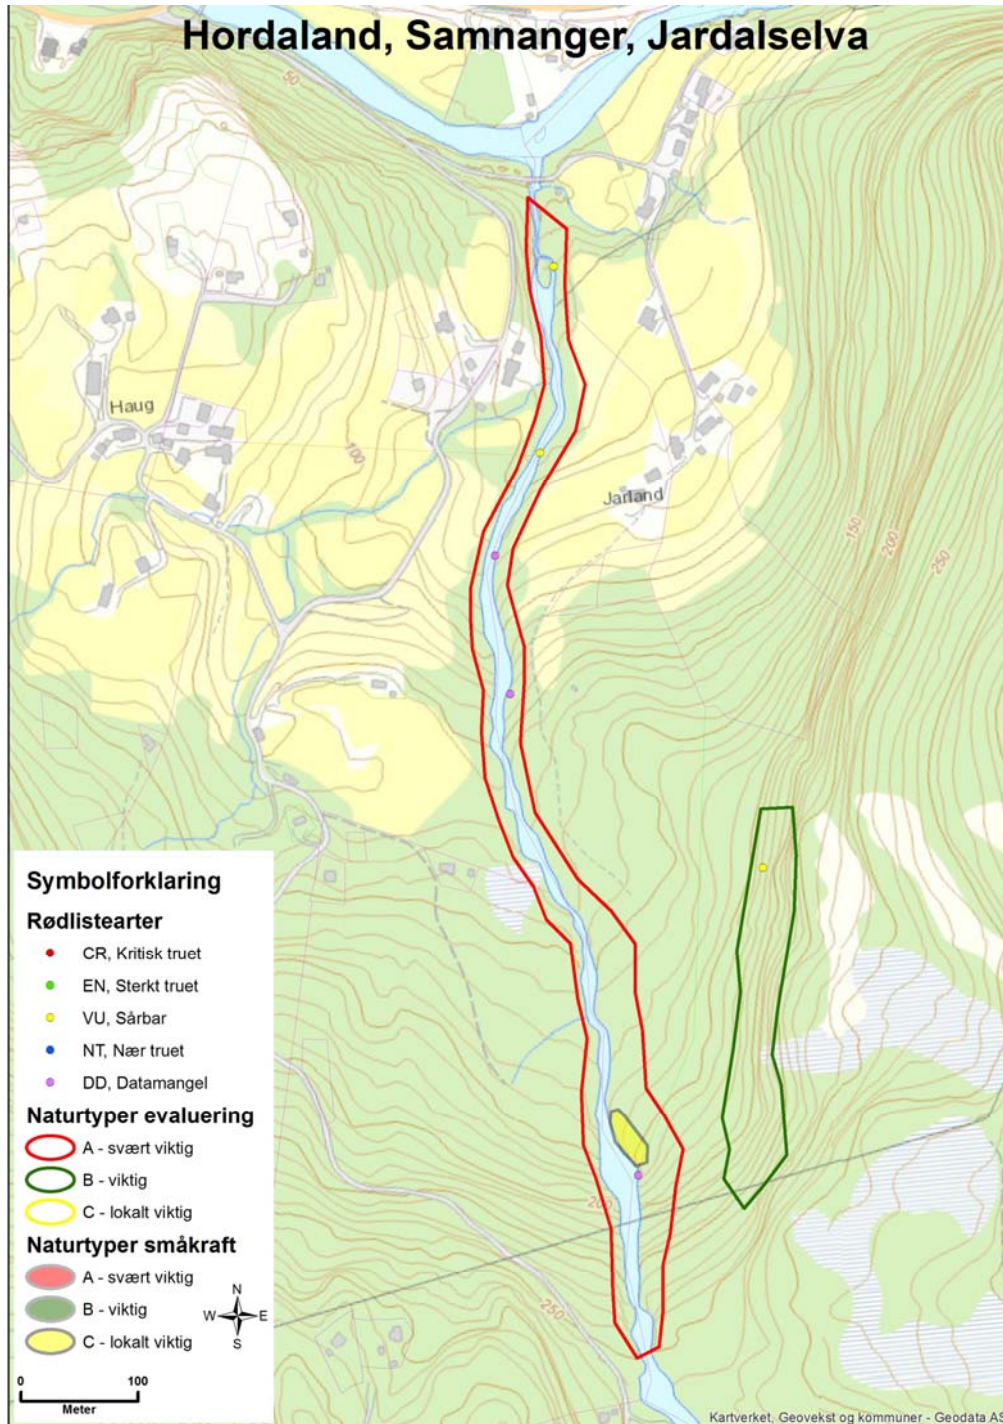 Hordaland, Samnanger, Jardalselva
50
Haug
100
Jarland
150
200
250
200
250
Symbolforklaring
Rødlistearter
CR, Kritisk truet
EN, Sterkt truet
VU, Sårbar
NT, Nær truet
DD, Datamangel
Naturtyper evaluering
A - svært viktig
B - viktig
C - lokalt viktig
Naturtyper småkraft
A - svært viktig
B - viktig
C - lokalt viktig
N
W E
S
0 100
Meter
Kartverket, Geovekst og kommuner - Geodata AS